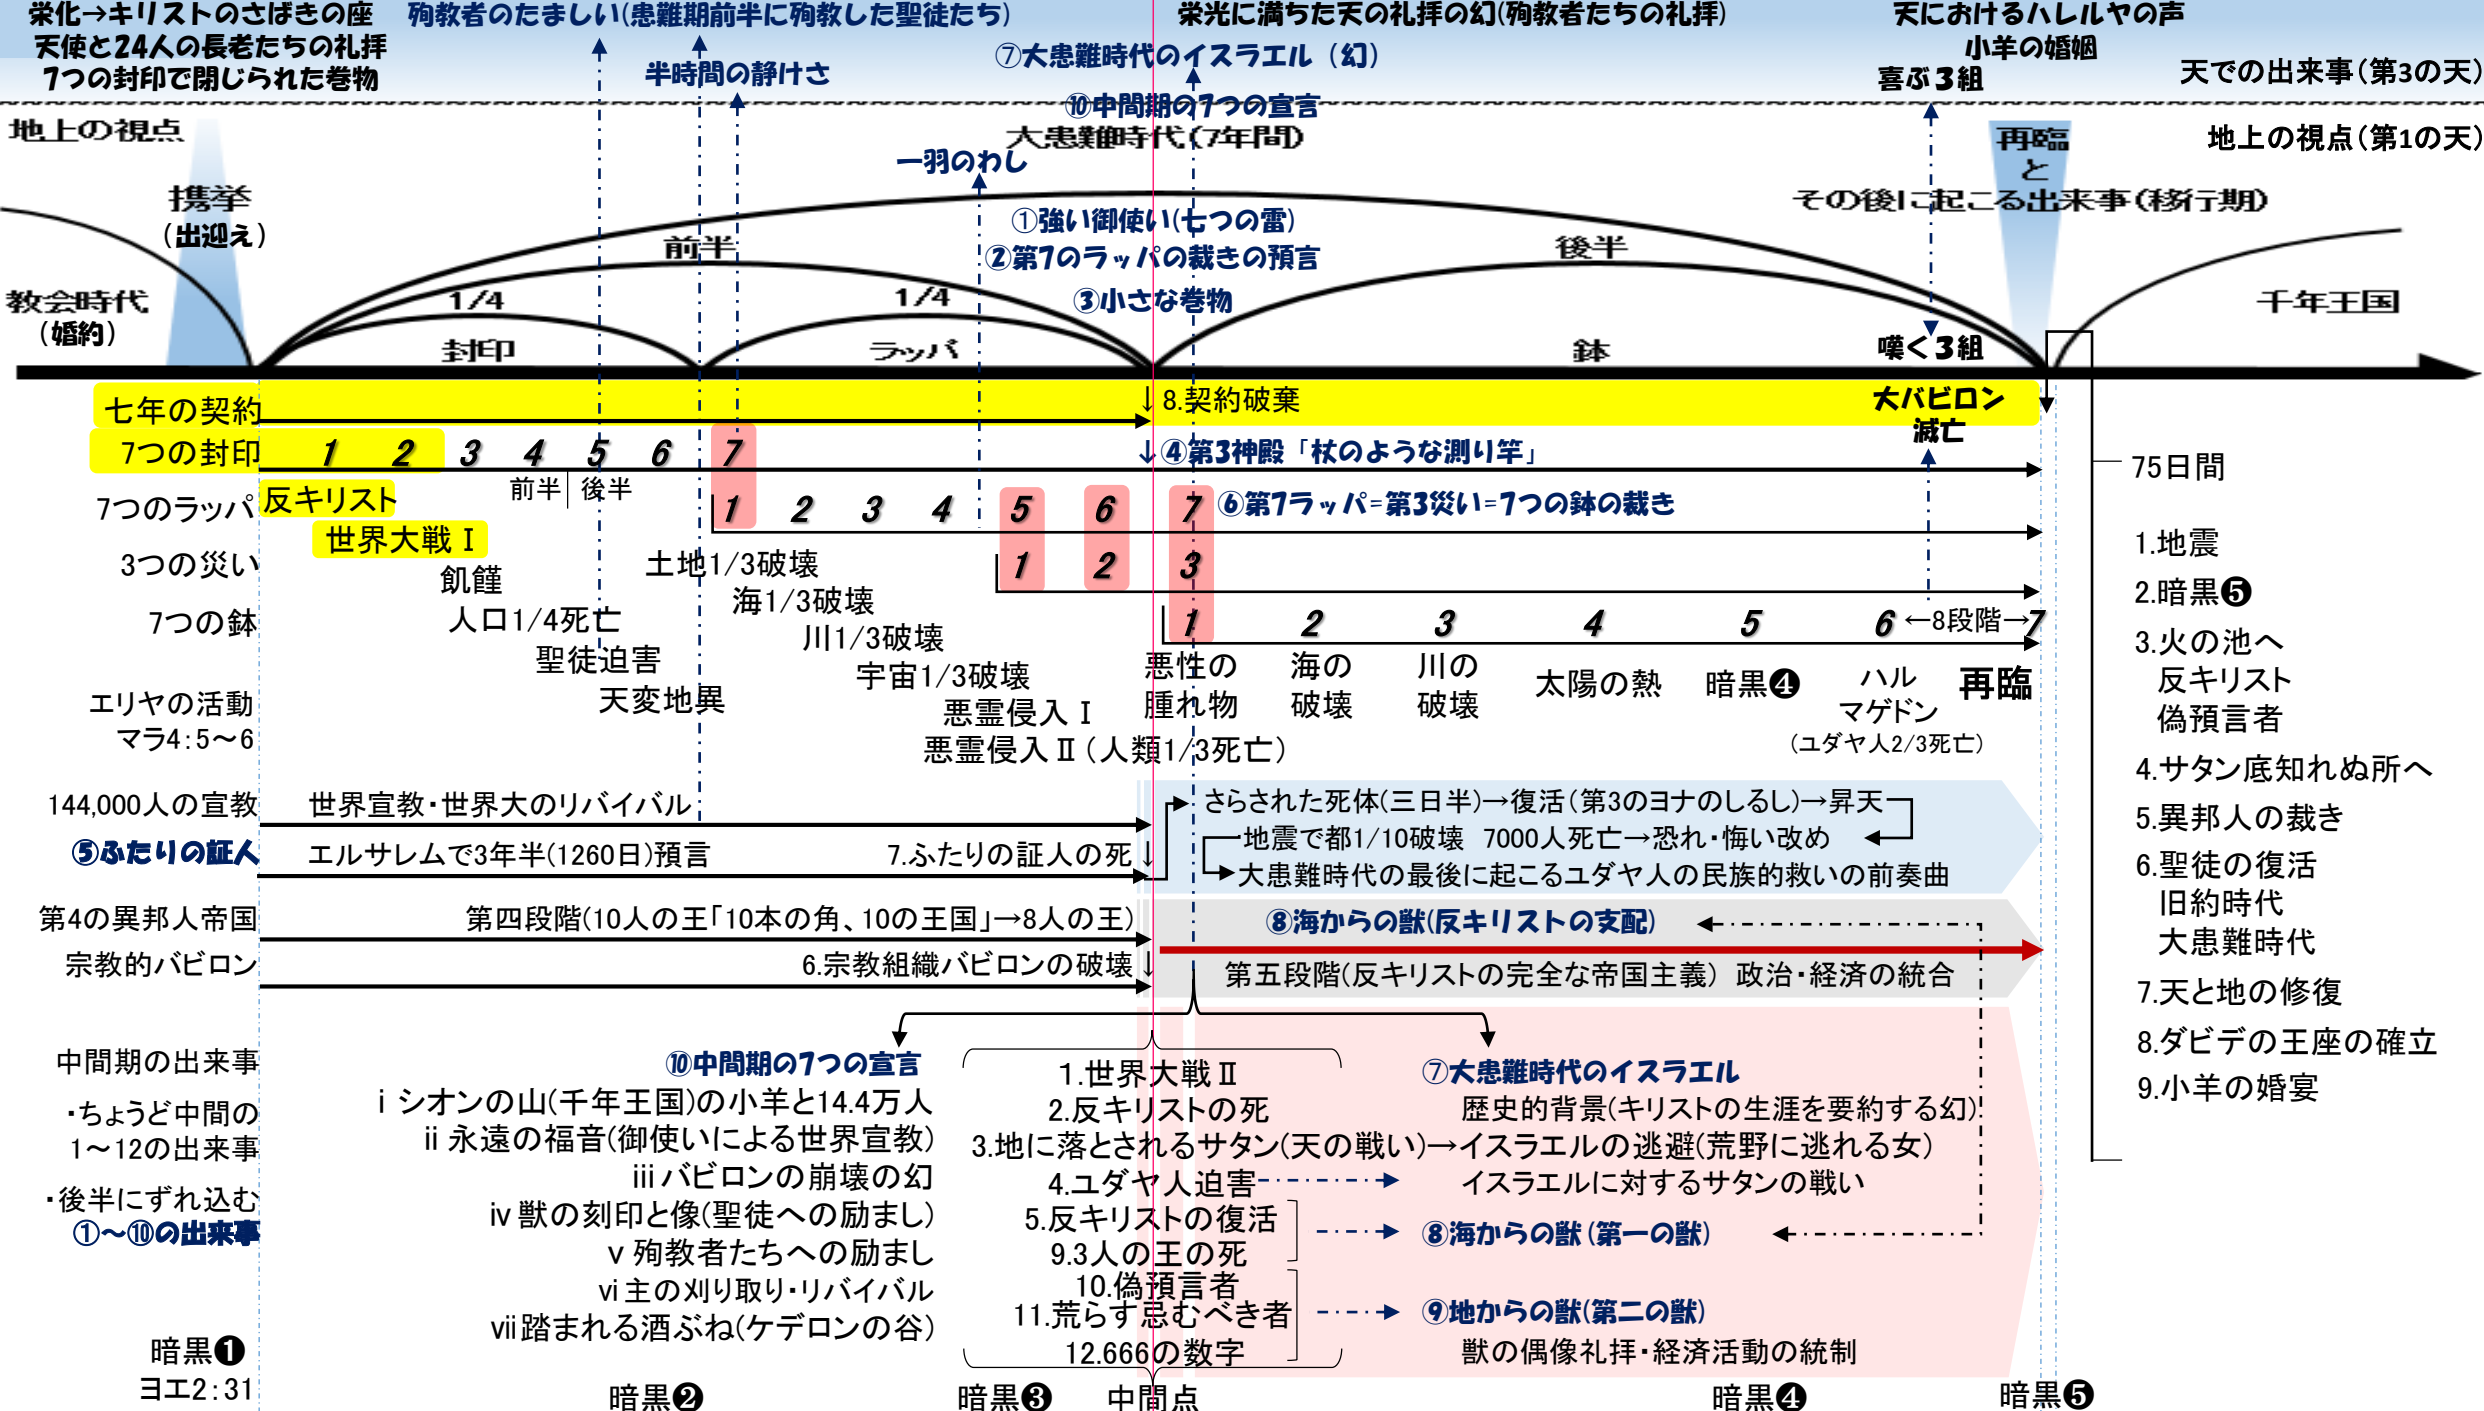 栄化→キリストのさばきの座
天使と24人の長老たちの礼拝
7つの封印で閉じられた巻物
殉教者のたましい(患難期前半に殉教した聖徒たち)
半時間の静けさ
栄光に満ちた天の礼拝の幻(殉教者たちの礼拝)
⑦大患難時代のイスラエル（幻）
⑩中間期の7つの宣言
天におけるハレルヤの声
小羊の婚姻
喜ぶ3組
天での出来事(第3の天)
地上の視点
大患難時代(7年間)
地上の視点(第1の天)
再臨
と
その後に起こる出来事(移行期)
携挙
(出迎え)
一羽のわし
①強い御使い(七つの雷)
②第7のラッパの裁きの預言
③小さな巻物
前半
後半
教会時代
(婚約)
1/4
1/4
千年王国
封印
ラッパ
鉢
嘆く3組
七年の契約
↓8.契約破棄
大バビロン
滅亡
7つの封印
1 2 3 4 5 6 7
↓④第3神殿「杖のような測り竿」
前半 後半
75日間
7つのラッパ
反キリスト
1 2 3 4 5 6 7
⑥第7ラッパ=第3災い=7つの鉢の裁き
世界大戦Ⅰ
3つの災い
1 2 3
飢饉
土地1/3破壊
海1/3破壊
7つの鉢
人口1/4死亡
川1/3破壊
1 2 3 4 5 6 ←8段階→7
聖徒迫害
宇宙1/3破壊
天変地異
悪霊侵入Ⅰ
悪霊侵入Ⅱ(人類1/3死亡)
悪性の
腫れ物
海の
破壊
川の
破壊
太陽の熱
暗黒❹
ハル
マゲドン
(ユダヤ人2/3死亡)
再臨
エリヤの活動
マラ4:5～6
1.地震
2.暗黒❺
3.火の池へ
反キリスト
偽預言者
4.サタン底知れぬ所へ
5.異邦人の裁き
6.聖徒の復活
旧約時代
大患難時代
7.天と地の修復
8.ダビデの王座の確立
9.小羊の婚宴
144,000人の宣教
世界宣教・世界大のリバイバル
さらされた死体(三日半)→復活(第3のヨナのしるし)→昇天
地震で都1/10破壊 7000人死亡→恐れ・悔い改め
大患難時代の最後に起こるユダヤ人の民族的救いの前奏曲
⑤ふたりの証人
エルサレムで3年半(1260日)預言
7.ふたりの証人の死↓
第4の異邦人帝国
第四段階(10人の王「10本の角、10の王国」→8人の王)
⑧海からの獣(反キリストの支配)
宗教的バビロン
6.宗教組織バビロンの破壊↓
第五段階(反キリストの完全な帝国主義) 政治・経済の統合
中間期の出来事
・ちょうど中間の
1～12の出来事
・後半にずれ込む
①～⑩の出来事
⑩中間期の7つの宣言
ⅰシオンの山(千年王国)の小羊と14.4万人
ⅱ永遠の福音(御使いによる世界宣教)
ⅲバビロンの崩壊の幻
ⅳ獣の刻印と像(聖徒への励まし)
ⅴ殉教者たちへの励まし
ⅵ主の刈り取り・リバイバル
ⅶ踏まれる酒ぶね(ケデロンの谷)
1.世界大戦Ⅱ
2.反キリストの死
3.地に落とされるサタン(天の戦い)→イスラエルの逃避(荒野に逃れる女)
4.ユダヤ人迫害
5.反キリストの復活
9.3人の王の死
10.偽預言者
11.荒らす忌むべき者
12.666の数字
⑦大患難時代のイスラエル
歴史的背景(キリストの生涯を要約する幻)
イスラエルに対するサタンの戦い
⑧海からの獣(第一の獣)
⑨地からの獣(第二の獣)
獣の偶像礼拝・経済活動の統制
暗黒❶
ヨエ2:31
暗黒❷
暗黒❸
中間点
暗黒❹
暗黒❺